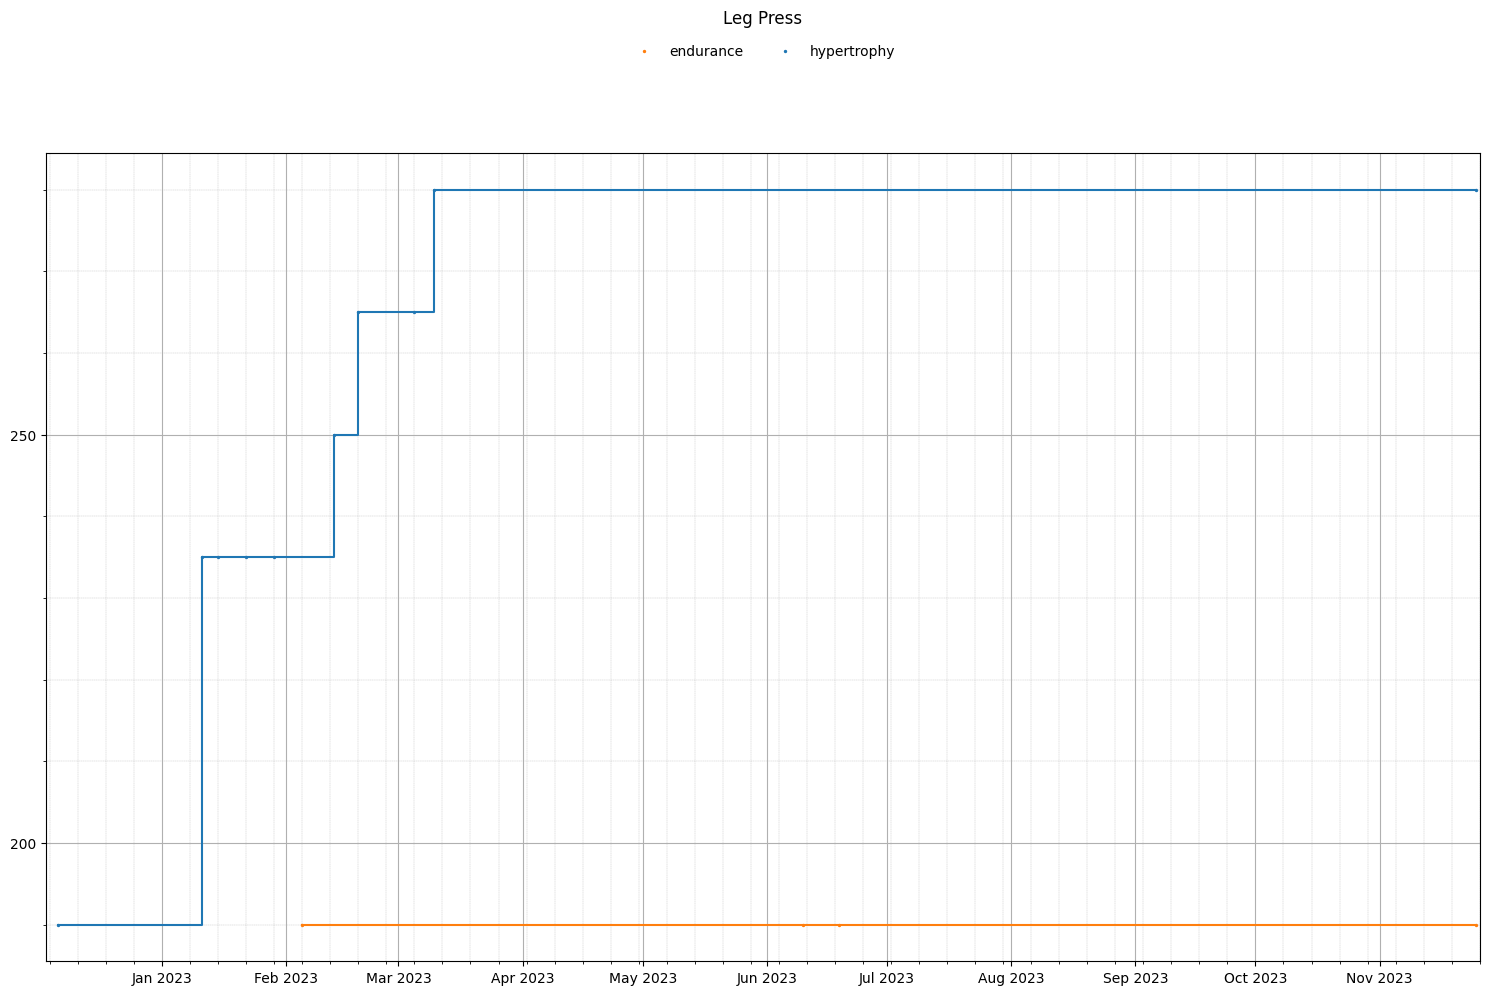 Leg Press
endurance hypertrophy
250
200
Jan 2023 Feb 2023 Mar 2023 Apr 2023 May 2023 Jun 2023 Jul 2023 Aug 2023 Sep 2023 Oct 2023 Nov 2023